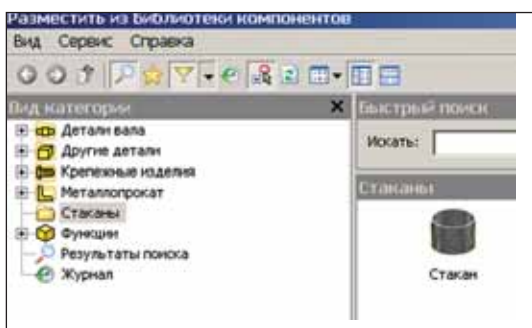 Разместить из Библиотеки компонентов
Вид Сервис Справка
Вид категории
Детали вала
Другие детали
Крепежные изделия
Металлопрокат
Стаканы
Функции
Результаты поиска
Журнал
Быстрый поиск
Искать:
Стаканы
Стакан